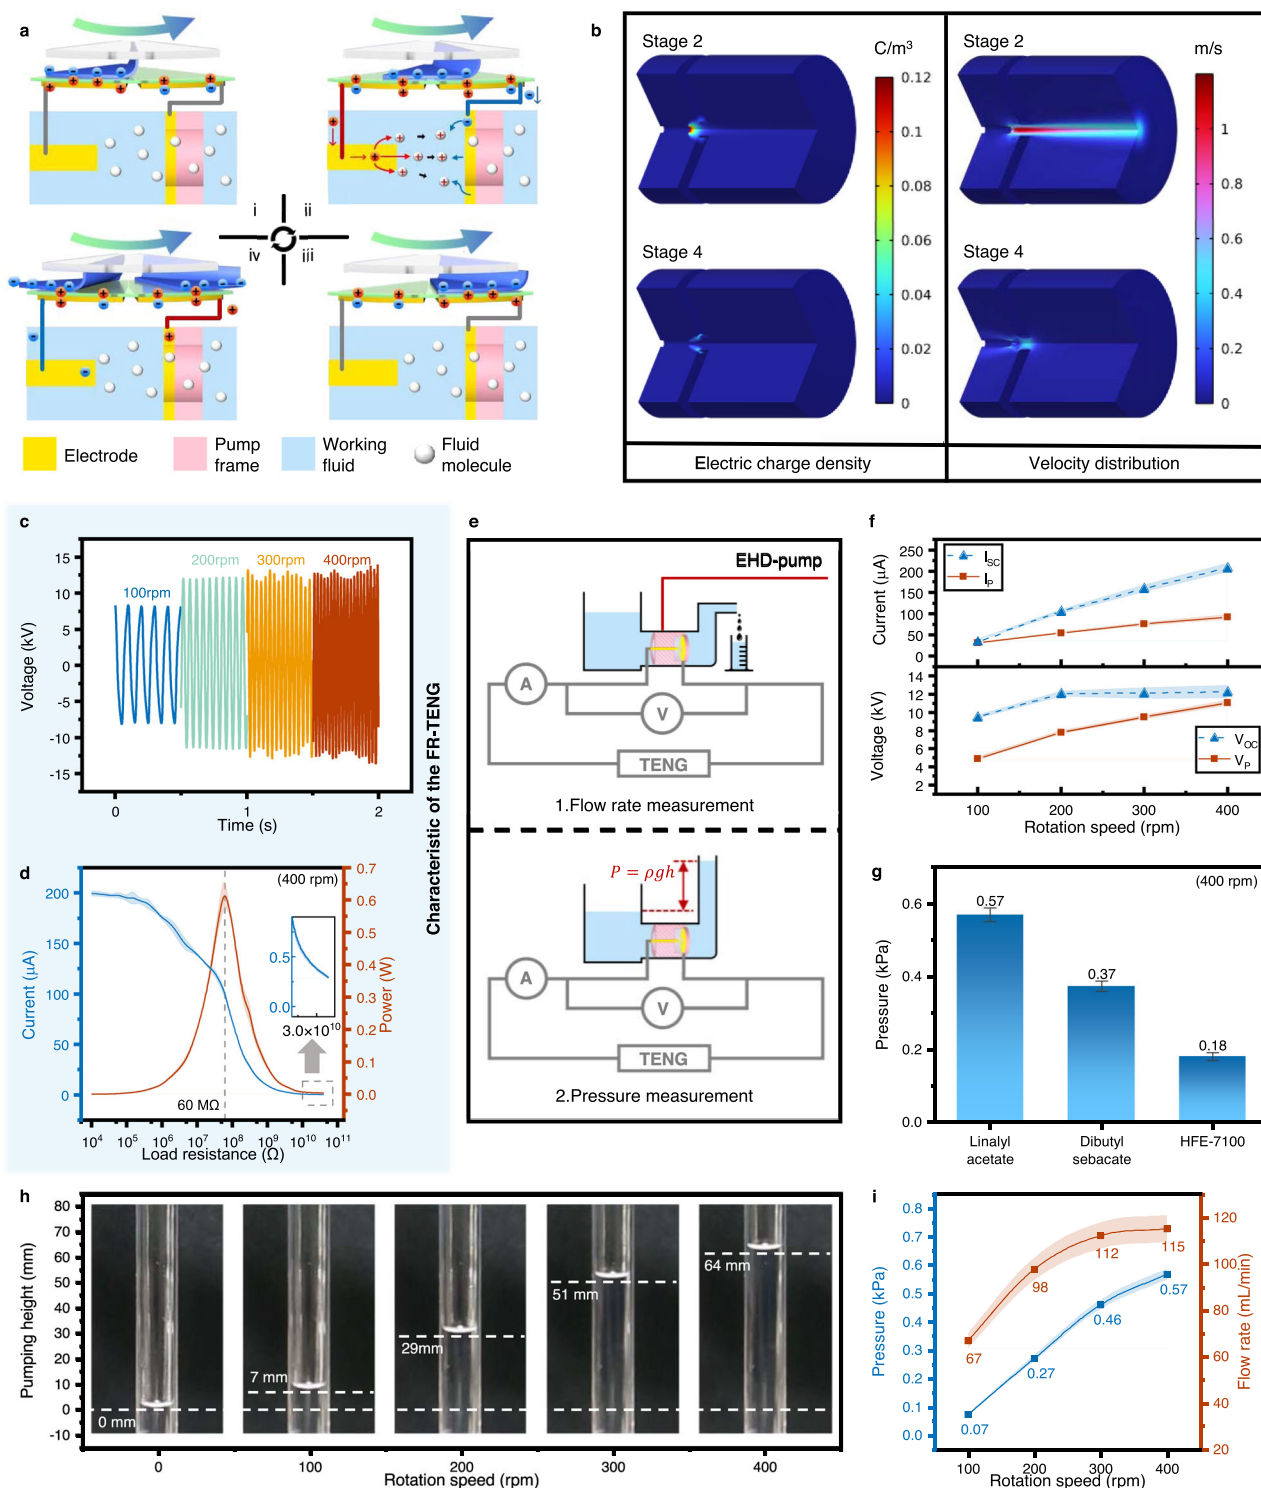 a
i
ii
iv
iii
Electrode
Pump
frame
Working
fluid
Fluid
molecule
b
Stage 2
C/m³
0.12
0.1
0.08
0.06
0.04
0.02
0
Stage 4
Stage 2
m/s
1
0.8
0.6
0.4
0.2
0
Stage 4
Electric charge density
Velocity distribution
c
Voltage (kV)
15
10
5
0
-5
-10
-15
100rpm
200rpm
300rpm
400rpm
0
1
2
Time (s)
Characteristic of the FR-TENG
d
(400 rpm)
Current (μA)
200
150
100
50
0
Power (W)
0.7
0.6
0.5
0.4
0.3
0.2
0.1
0.0
0.5
0.0
3.0×10¹⁰
60 MΩ
10⁴
10⁵
10⁶
10⁷
10⁸
10⁹
10¹⁰
10¹¹
Load resistance (Ω)
e
EHD-pump
A
V
TENG
1.Flow rate measurement
P = ρgh
A
V
TENG
2.Pressure measurement
f
Current (μA)
250
200
150
100
50
0
I_SC
I_P
Voltage (kV)
14
12
10
8
6
4
2
V_OC
V_P
100
200
300
400
Rotation speed (rpm)
g
(400 rpm)
Pressure (kPa)
0.6
0.4
0.2
0.0
0.57
0.37
0.18
Linalyl
acetate
Dibutyl
sebacate
HFE-7100
h
Pumping height (mm)
80
70
60
50
40
30
20
10
0
-10
0 mm
7 mm
29mm
51 mm
64 mm
0
100
200
300
400
Rotation speed (rpm)
i
Pressure (kPa)
0.8
0.7
0.6
0.5
0.4
0.3
0.2
0.1
0.0
Flow rate (mL/min)
120
100
80
60
40
20
67
98
112
115
0.07
0.27
0.46
0.57
100
200
300
400
Rotation speed (rpm)